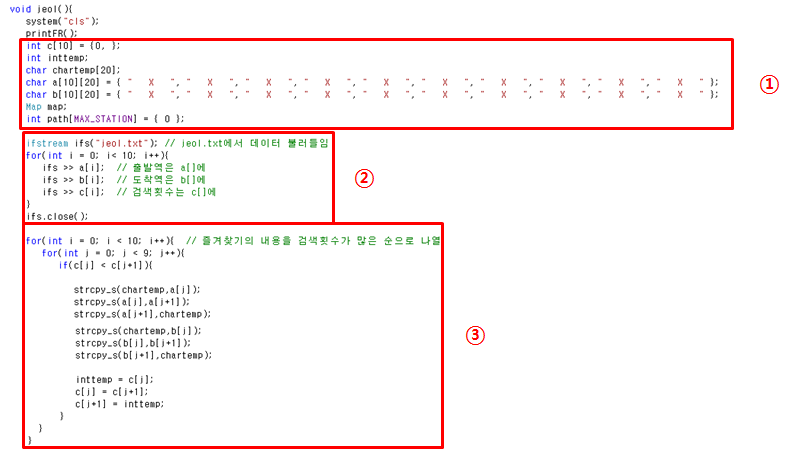 void jeol(){
system("cls");
printFR();
int c[10] = {0, };
int inttemp;
char chartemp[20];
char a[10][20] = { "   X   ", "   X   ", "   X   ", "   X   ", "   X   ", "   X   ", "   X   ", "   X   ", "   X   ", "   X   " };
char b[10][20] = { "   X   ", "   X   ", "   X   ", "   X   ", "   X   ", "   X   ", "   X   ", "   X   ", "   X   ", "   X   " };
Map map;
int path[MAX_STATION] = { 0 };
①
ifstream ifs("jeol.txt"); // jeol.txt에서 데이터 불러들임
for(int i = 0; i< 10; i++){
ifs >> a[i]; // 출발역은 a[]에
ifs >> b[i]; // 도착역은 b[]에
ifs >> c[i]; // 검색횟수는 c[]에
}
ifs.close();
②
for(int i = 0; i < 10; i++){ // 즐겨찾기의 내용을 검색횟수가 많은 순으로 나열
for(int j = 0; j < 9; j++){
if(c[j] < c[j+1]){
strcpy_s(chartemp,a[j]);
strcpy_s(a[j],a[j+1]);
strcpy_s(a[j+1],chartemp);
strcpy_s(chartemp,b[j]);
strcpy_s(b[j],b[j+1]);
strcpy_s(b[j+1],chartemp);
inttemp = c[j];
c[j] = c[j+1];
c[j+1] = inttemp;
}
}
}
③